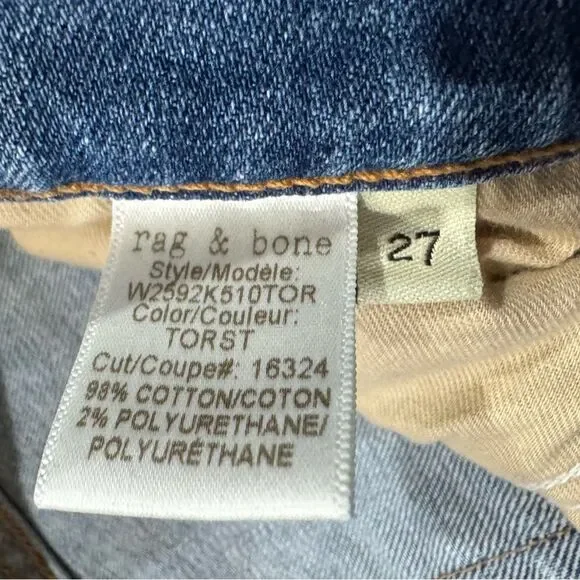 rag & bone
Style/Modèle:
W2592K510TOR
Color/Couleur:
TORST
Cut/Coupe#: 16324
98% COTTON/COTON
2% POLYURETHANE/
POLYURÉTHANE
27